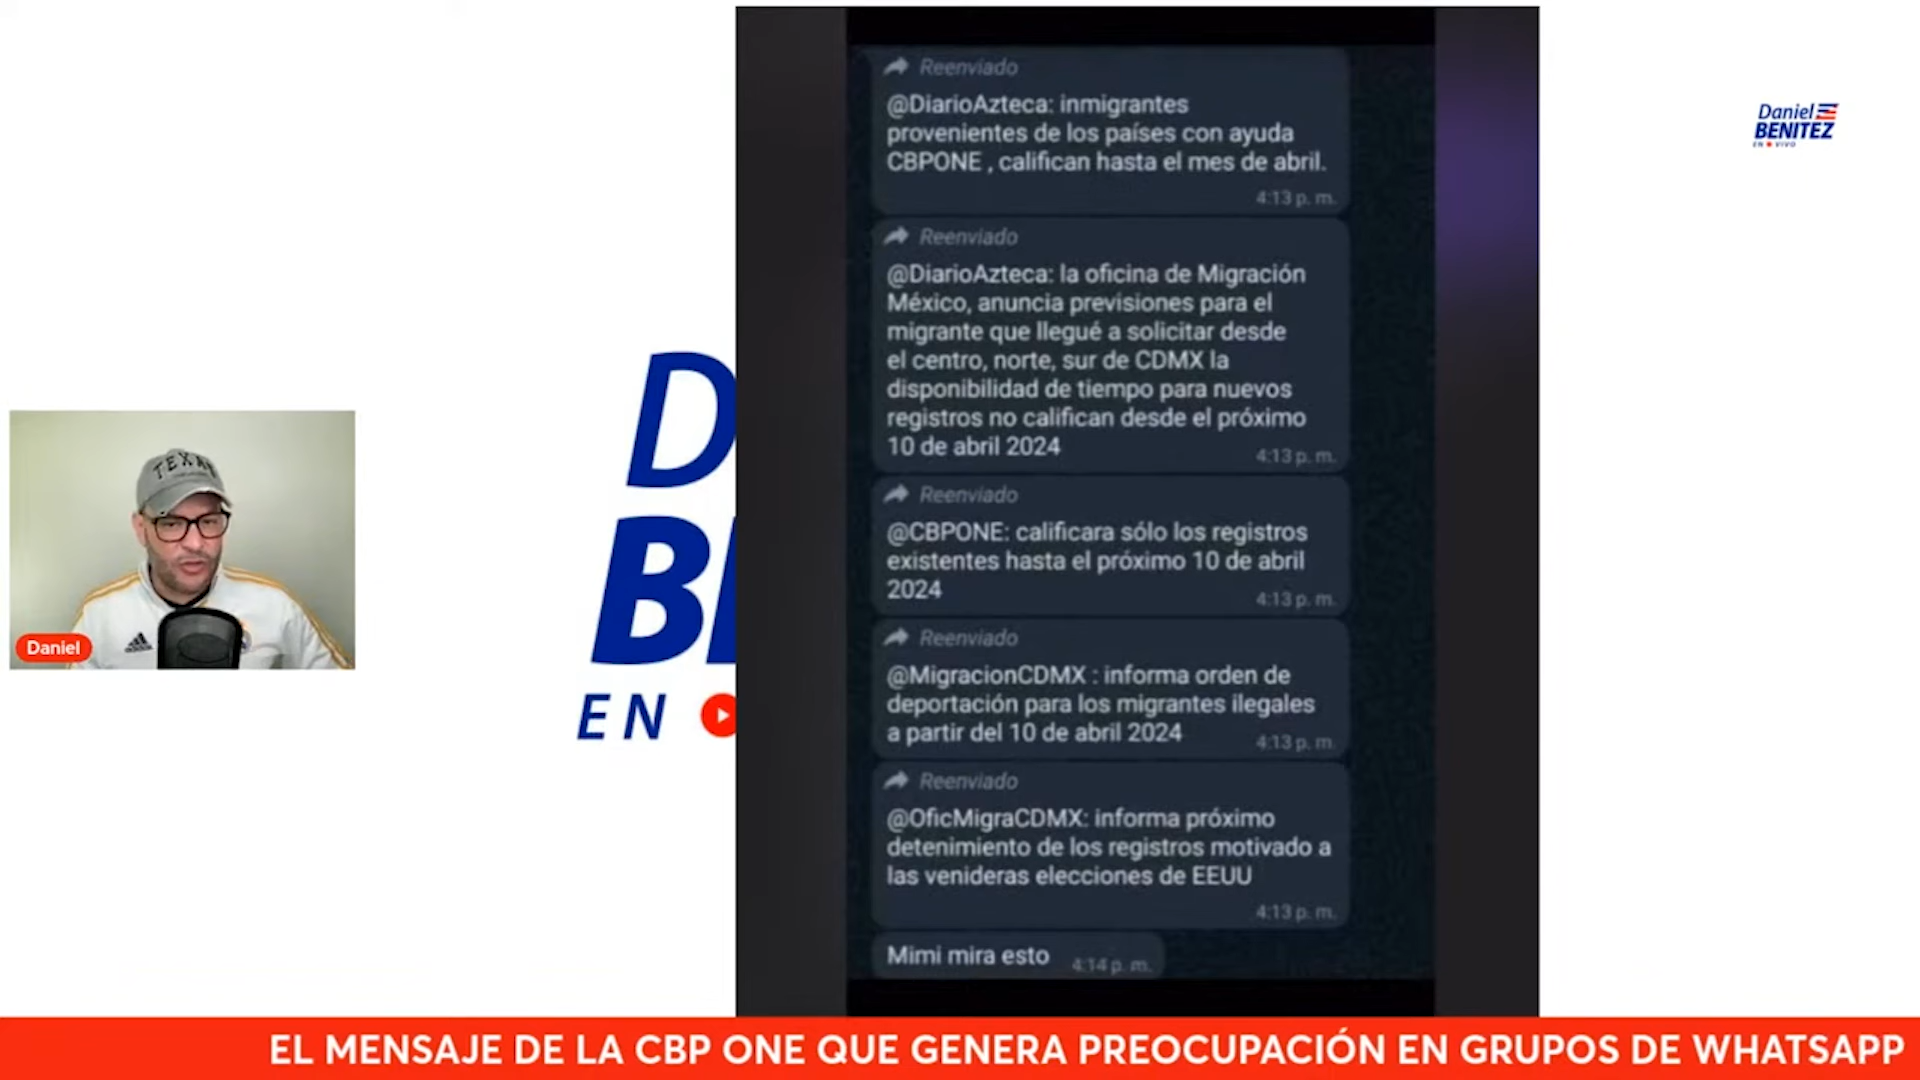 Reenviado
@DiarioAzteca: inmigrantes
provenientes de los países con ayuda
CBPONE , califican hasta el mes de abril.
4:13 p. m.
Reenviado
@DiarioAzteca: la oficina de Migración
México, anuncia previsiones para el
migrante que llegué a solicitar desde
el centro, norte, sur de CDMX la
disponibilidad de tiempo para nuevos
registros no califican desde el próximo
10 de abril 2024
4:13 p. m.
Reenviado
@CBPONE: calificara sólo los registros
existentes hasta el próximo 10 de abril
2024
4:13 p. m.
Reenviado
@MigracionCDMX : informa orden de
deportación para los migrantes ilegales
a partir del 10 de abril 2024
4:13 p. m.
Reenviado
@OficMigraCDMX: informa próximo
detenimiento de los registros motivado a
las venideras elecciones de EEUU
4:13 p. m.
Mimi mira esto
4:14 p. m.
Daniel
BENITEZ
EN VIVO
D
B
EN
TEXAS
adidas
Daniel
EL MENSAJE DE LA CBP ONE QUE GENERA PREOCUPACIÓN EN GRUPOS DE WHATSAPP